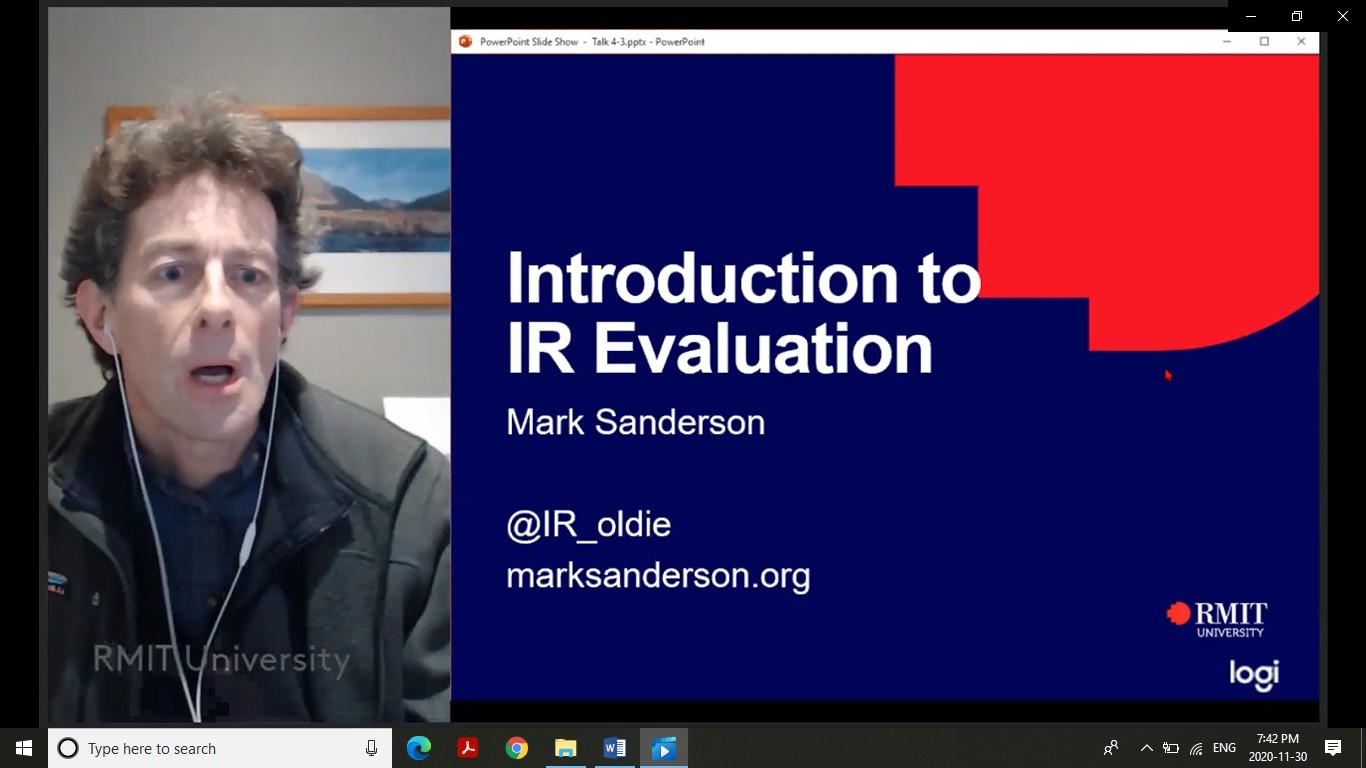 PowerPoint Slide Show - Talk 4-3.pptx - PowerPoint
Introduction to
IR Evaluation
Mark Sanderson
@IR_oldie
marksanderson.org
RMIT
UNIVERSITY
logi
RMIT University
Type here to search
ENG
7:42 PM
2020-11-30